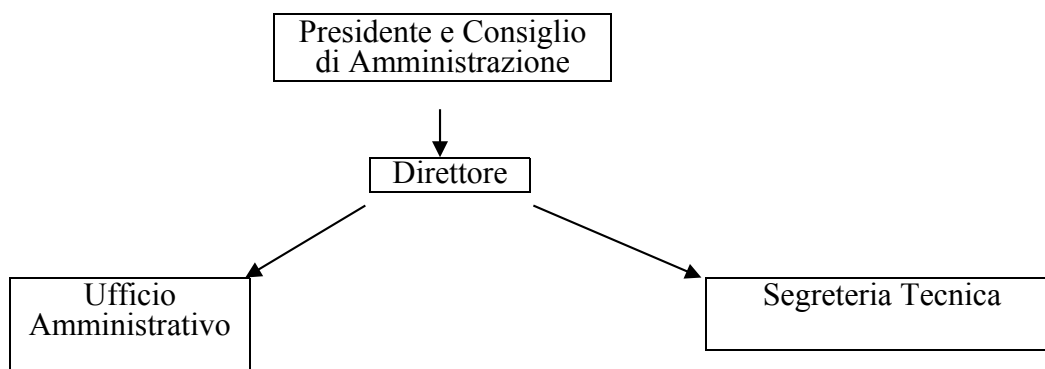 Presidente e Consiglio
di Amministrazione
Direttore
Ufficio
Amministrativo
Segreteria Tecnica